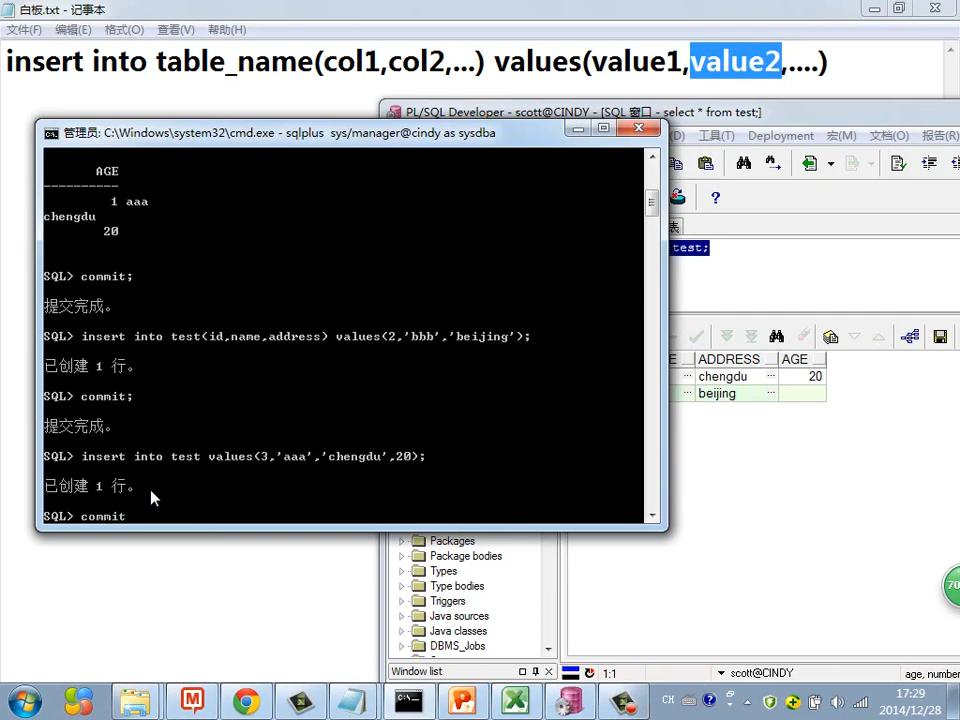 白板.txt - 记事本
文件(F) 编辑(E) 格式(O) 查看(V) 帮助(H)
insert into table_name(col1,col2,...) values(value1,value2,....)
PL/SQL Developer - scott@CINDY - [SQL 窗口 - select * from test;]
管理员: C:\Windows\system32\cmd.exe - sqlplus sys/manager@cindy as sysdba
(D) 工具(T) Deployment 宏(M) 文档(O) 报告(R)
AGE
----------
1 aaa
chengdu
20
表
test;
SQL> commit;
提交完成。
SQL> insert into test(id,name,address) values(2,'bbb','beijing');
已创建 1 行。
E ADDRESS AGE
··· chengdu ··· 20
beijing ···
SQL> commit;
提交完成。
SQL> insert into test values(3,'aaa','chengdu',20);
已创建 1 行。
SQL> commit
Packages
Package bodies
Types
Type bodies
Triggers
Java sources
Java classes
DBMS_Jobs
70
Window list
1:1
scott@CINDY
age, number
CH
17:29
2014/12/28